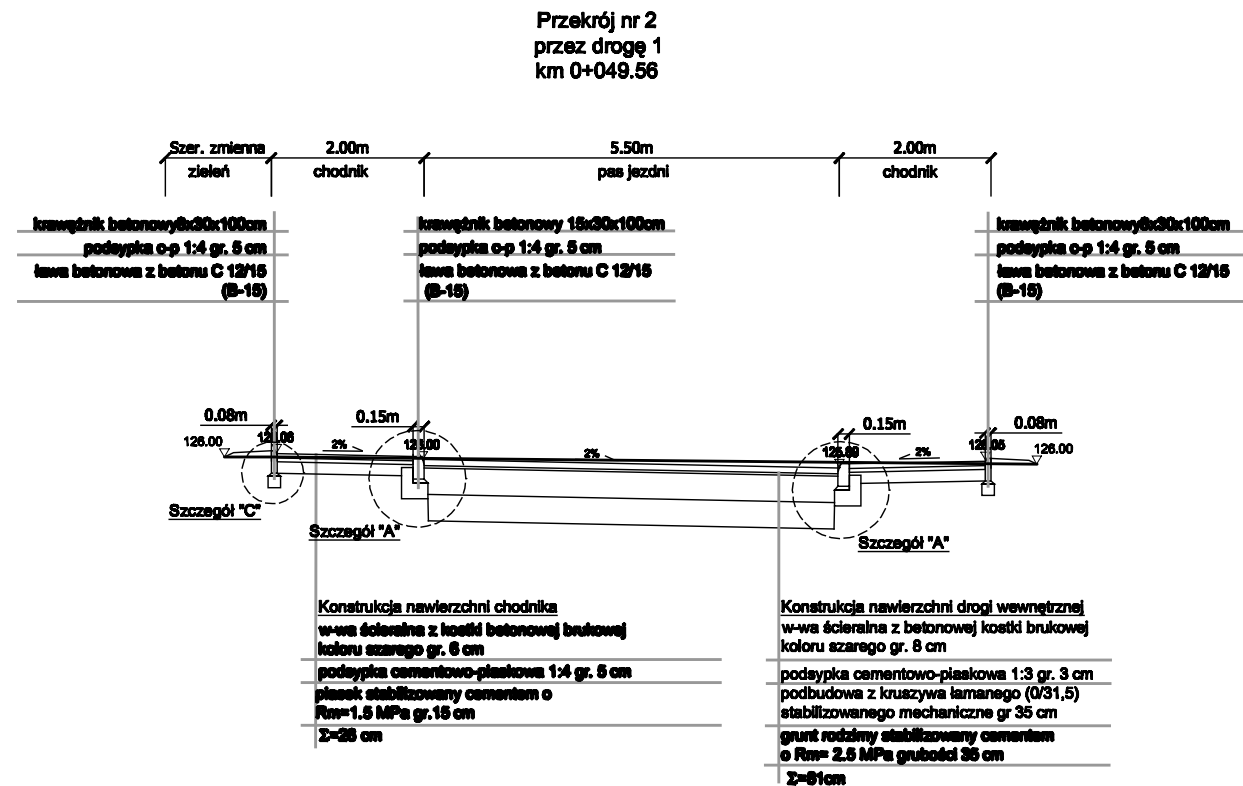 Przekrój nr 2
przez drogę 1
km 0+049.56
Szer. zmienna
zieleń
2.00m
chodnik
5.50m
pas jezdni
2.00m
chodnik
krawężnik betonowy8x30x100cm
podsypka c-p 1:4 gr. 5 cm
ława betonowa z betonu C 12/15
(B-15)
krawężnik betonowy 15x30x100cm
podsypka c-p 1:4 gr. 5 cm
ława betonowa z betonu C 12/15
(B-15)
krawężnik betonowy8x30x100cm
podsypka c-p 1:4 gr. 5 cm
ława betonowa z betonu C 12/15
(B-15)
0.08m
0.15m
0.15m
0.08m
126.00
2%
2%
2%
126.00
Szczegół "C"
Szczegół "A"
Szczegół "A"
Konstrukcja nawierzchni chodnika
w-wa ścieralna z kostki betonowej brukowej
koloru szarego gr. 6 cm
podsypka cementowo-piaskowa 1:4 gr. 5 cm
piasek stabilizowany cementem o
Rm=1.5 MPa gr.15 cm
Σ=26 cm
Konstrukcja nawierzchni drogi wewnętrznej
w-wa ścieralna z betonowej kostki brukowej
koloru szarego gr. 8 cm
podsypka cementowo-piaskowa 1:3 gr. 3 cm
podbudowa z kruszywa łamanego (0/31,5)
stabilizowanego mechaniczne gr 35 cm
grunt rodzimy stabilizowany cementem
o Rm= 2.5 MPa grubości 35 cm
Σ=81cm